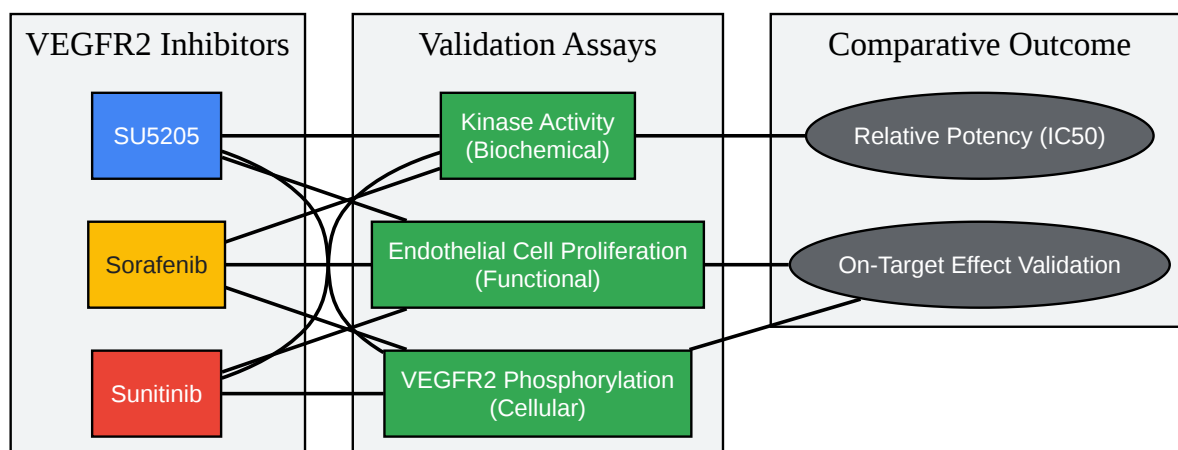 VEGFR2 Inhibitors
SU5205
Sorafenib
Sunitinib
Validation Assays
Kinase Activity
(Biochemical)
Endothelial Cell Proliferation
(Functional)
VEGFR2 Phosphorylation
(Cellular)
Comparative Outcome
Relative Potency (IC50)
On-Target Effect Validation